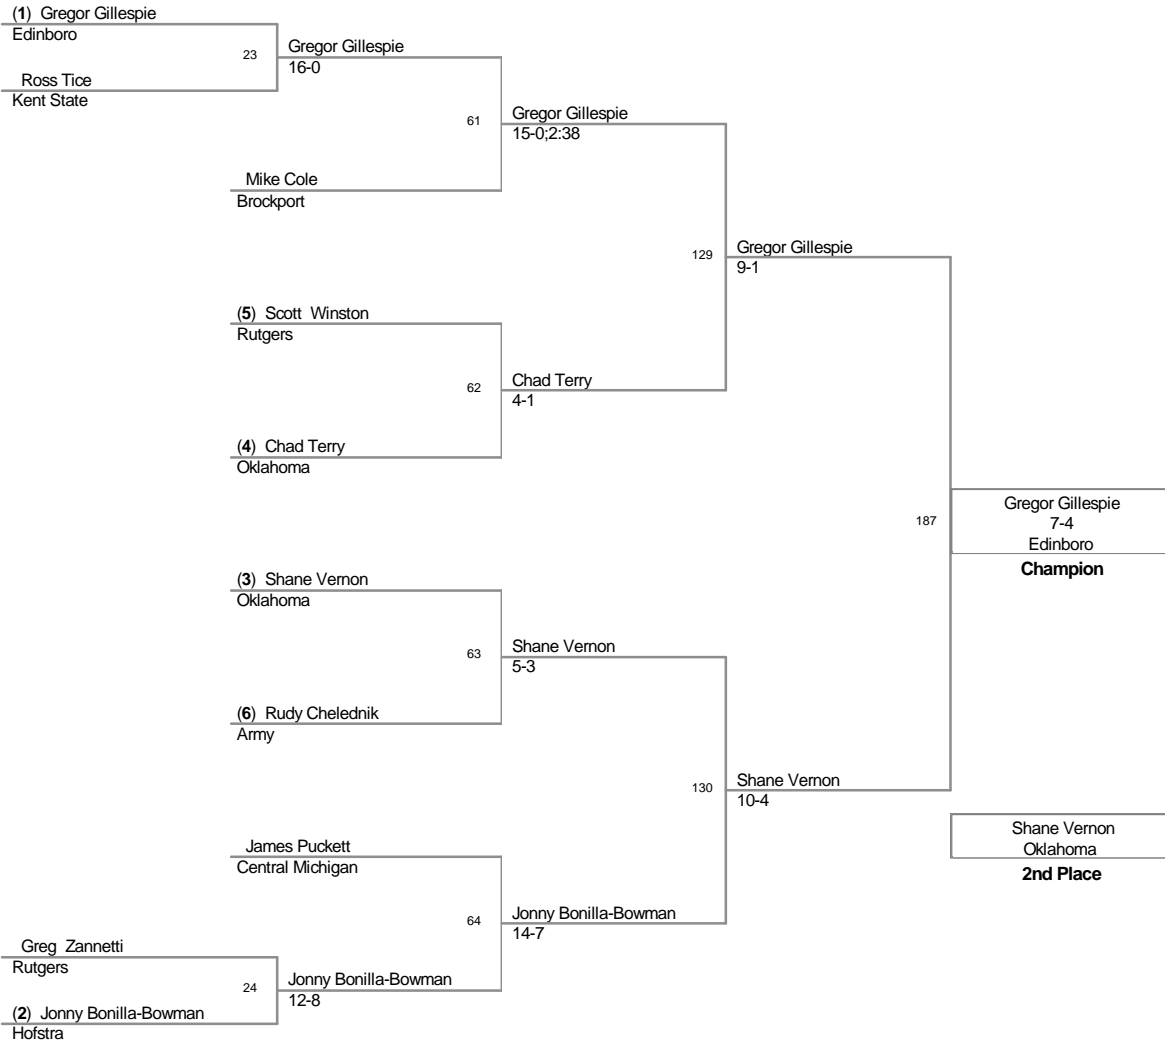 (1) Gregor Gillespie
Edinboro
23
Gregor Gillespie
16-0
Ross Tice
Kent State
61
Gregor Gillespie
15-0;2:38
Mike Cole
Brockport
129
Gregor Gillespie
9-1
(5) Scott Winston
Rutgers
62
Chad Terry
4-1
(4) Chad Terry
Oklahoma
187
Gregor Gillespie
7-4
Edinboro
Champion
(3) Shane Vernon
Oklahoma
63
Shane Vernon
5-3
(6) Rudy Chelednik
Army
130
Shane Vernon
10-4
Shane Vernon
Oklahoma
2nd Place
James Puckett
Central Michigan
64
Jonny Bonilla-Bowman
14-7
Greg Zannetti
Rutgers
24
Jonny Bonilla-Bowman
12-8
(2) Jonny Bonilla-Bowman
Hofstra